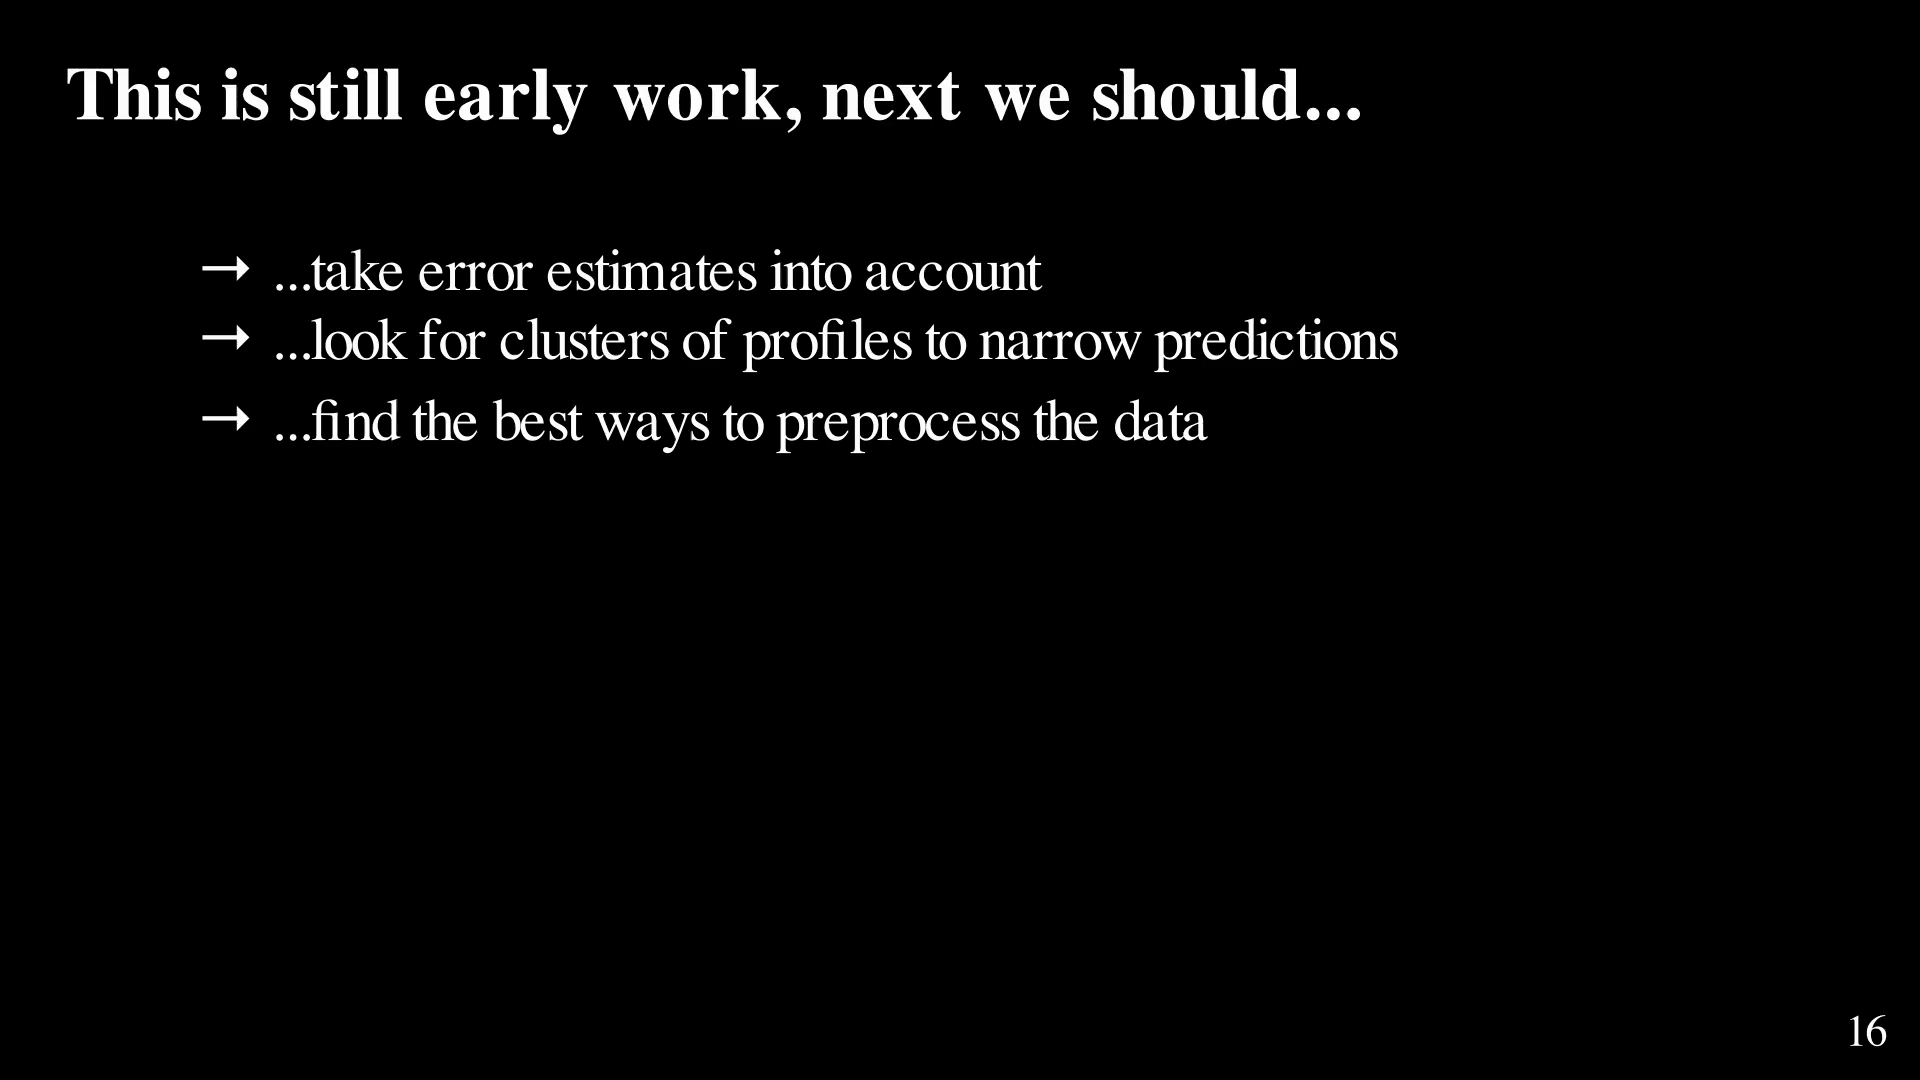 This is still early work, next we should...
→ ...take error estimates into account
→ ...look for clusters of profiles to narrow predictions
→ ...find the best ways to preprocess the data
16